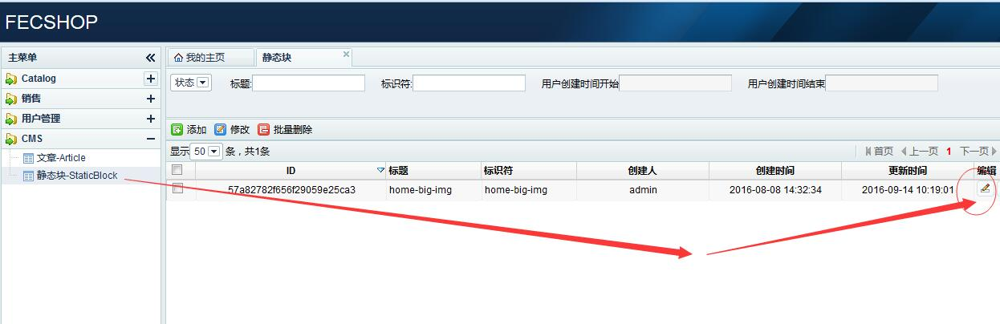 FECSHOP
主菜单
Catalog
销售
用户管理
CMS
文章-Article
静态块-StaticBlock
我的主页 静态块
状态 标题: 标识符: 用户创建时间开始 用户创建时间结束
添加 修改 批量删除
显示 50 条，共1条 首页 上一页 1 下一页
ID 标题 标识符 创建人 创建时间 更新时间 编辑
57a82782f656f29059e25ca3 home-big-img home-big-img admin 2016-08-08 14:32:34 2016-09-14 10:19:01